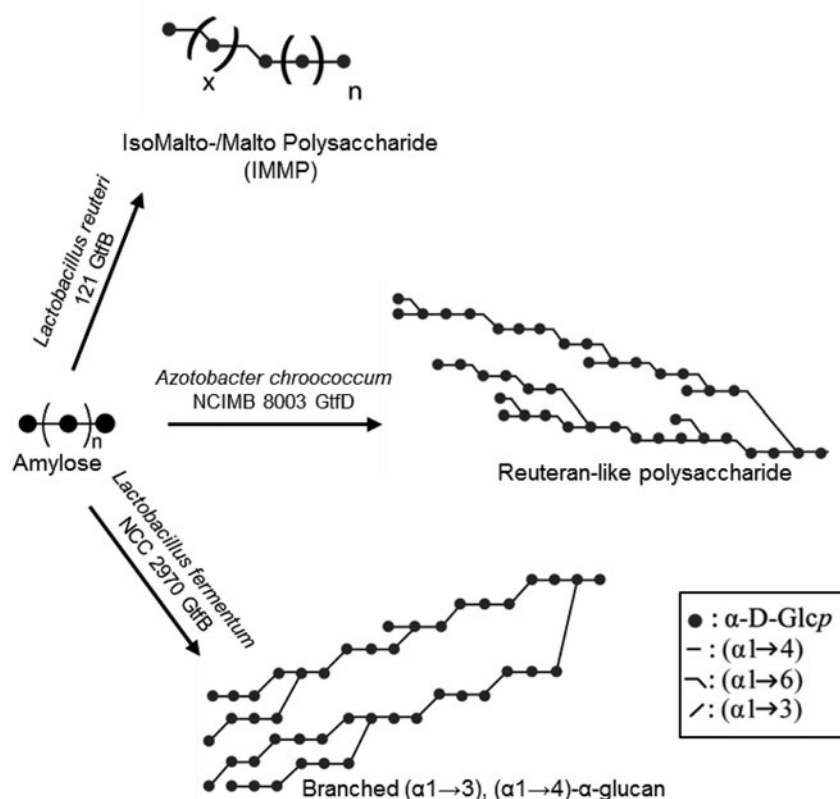 x
n
IsoMalto-/Malto Polysaccharide
(IMMP)
Lactobacillus reuteri
121 GtfB
Azotobacter chroococcum
NCIMB 8003 GtfD
n
Amylose
Reuteran-like polysaccharide
Lactobacillus fermentum
NCC 2970 GtfB
: α-D-Glcp
: (α1→4)
: (α1→6)
: (α1→3)
Branched (α1→3), (α1→4)-α-glucan